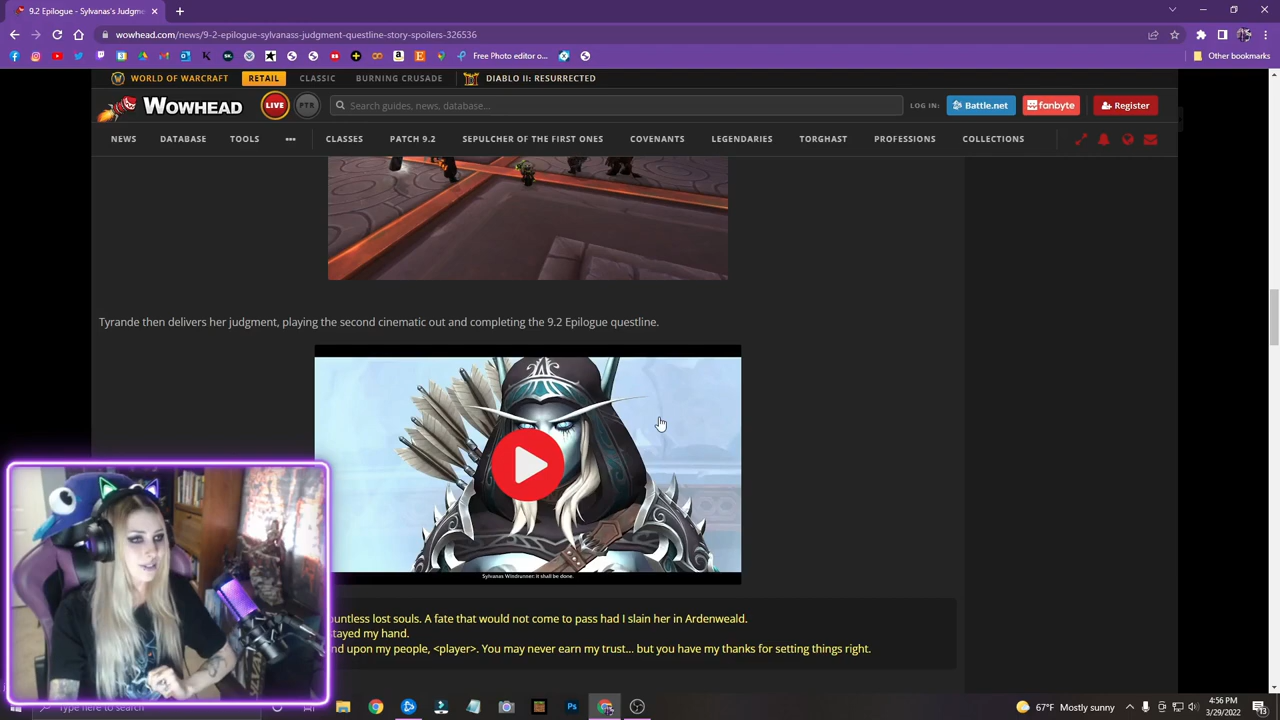 9.2 Epilogue - Sylvanas's Judgm
wowhead.com/news/9-2-epilogue-sylvanass-judgment-questline-story-spoilers-326536
Free Photo editor o...
Other bookmarks
WORLD OF WARCRAFT
RETAIL
CLASSIC
BURNING CRUSADE
DIABLO II: RESURRECTED
WOWHEAD
LIVE
PTR
Search guides, news, database...
LOG IN:
Battle.net
fanbyte
Register
NEWS
DATABASE
TOOLS
•••
CLASSES
PATCH 9.2
SEPULCHER OF THE FIRST ONES
COVENANTS
LEGENDARIES
TORGHAST
PROFESSIONS
COLLECTIONS
Tyrande then delivers her judgment, playing the second cinematic out and completing the 9.2 Epilogue questline.
Sylvanas Windrunner: It shall be done.
ountless lost souls. A fate that would not come to pass had I slain her in Ardenweald.
tayed my hand.
nd upon my people, <player>. You may never earn my trust... but you have my thanks for setting things right.
Type here to search
Ps
67°F Mostly sunny
4:56 PM
3/29/2022